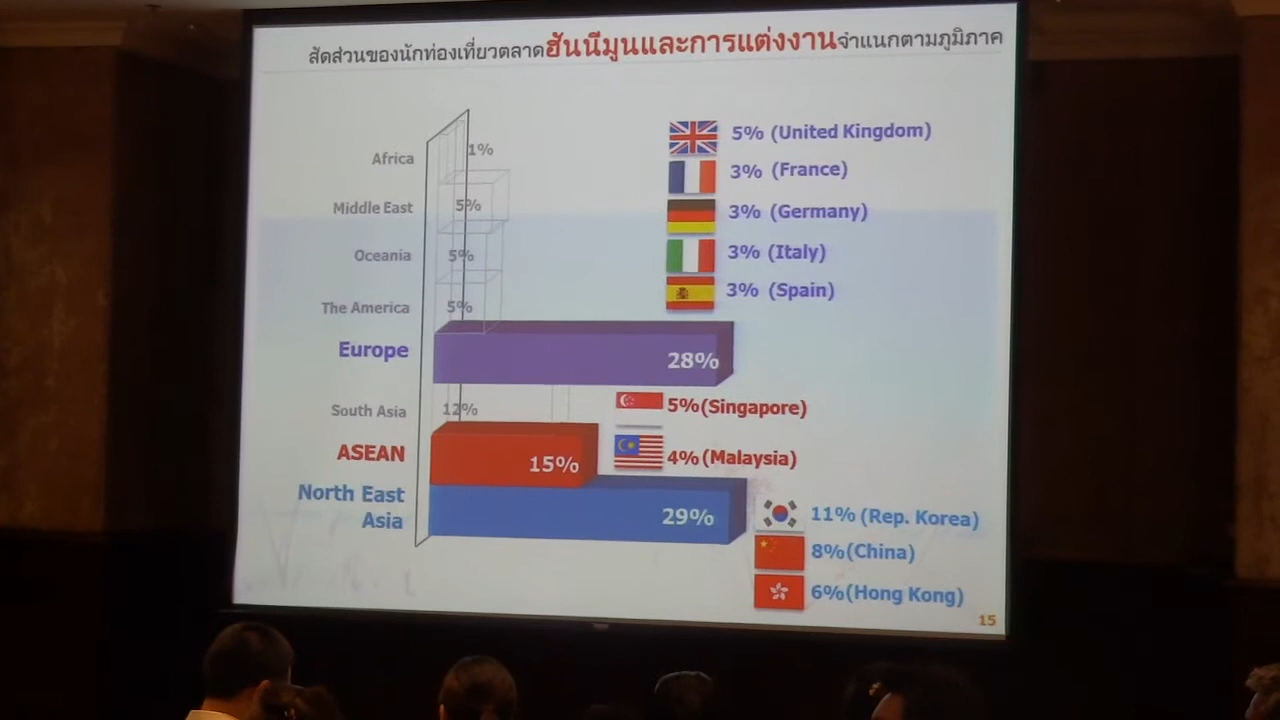 สัดส่วนของนักท่องเที่ยวตลาดฮันนีมูนและการแต่งงานจำแนกตามภูมิภาค
Africa 1%
Middle East 5%
Oceania 5%
The America 5%
Europe 28%
5% (United Kingdom)
3% (France)
3% (Germany)
3% (Italy)
3% (Spain)
South Asia 12%
ASEAN 15%
5%(Singapore)
4%(Malaysia)
North East
Asia 29%
11% (Rep. Korea)
8%(China)
6%(Hong Kong)
15